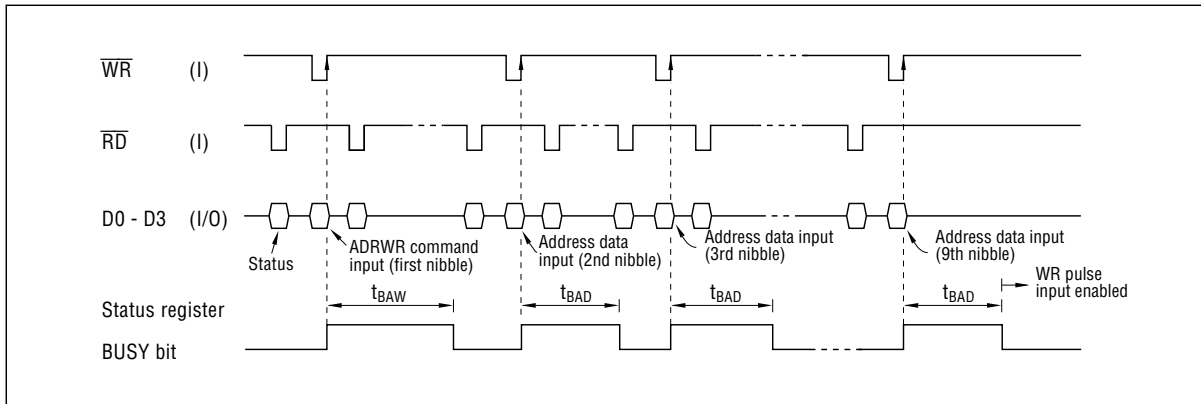 WR (I)
RD (I)
D0 - D3 (I/O)
Status
ADRWR command
input (first nibble)
Address data
input (2nd nibble)
Address data input
(3rd nibble)
Address data input
(9th nibble)
tBAW
tBAD
tBAD
tBAD
WR pulse
input enabled
Status register
BUSY bit